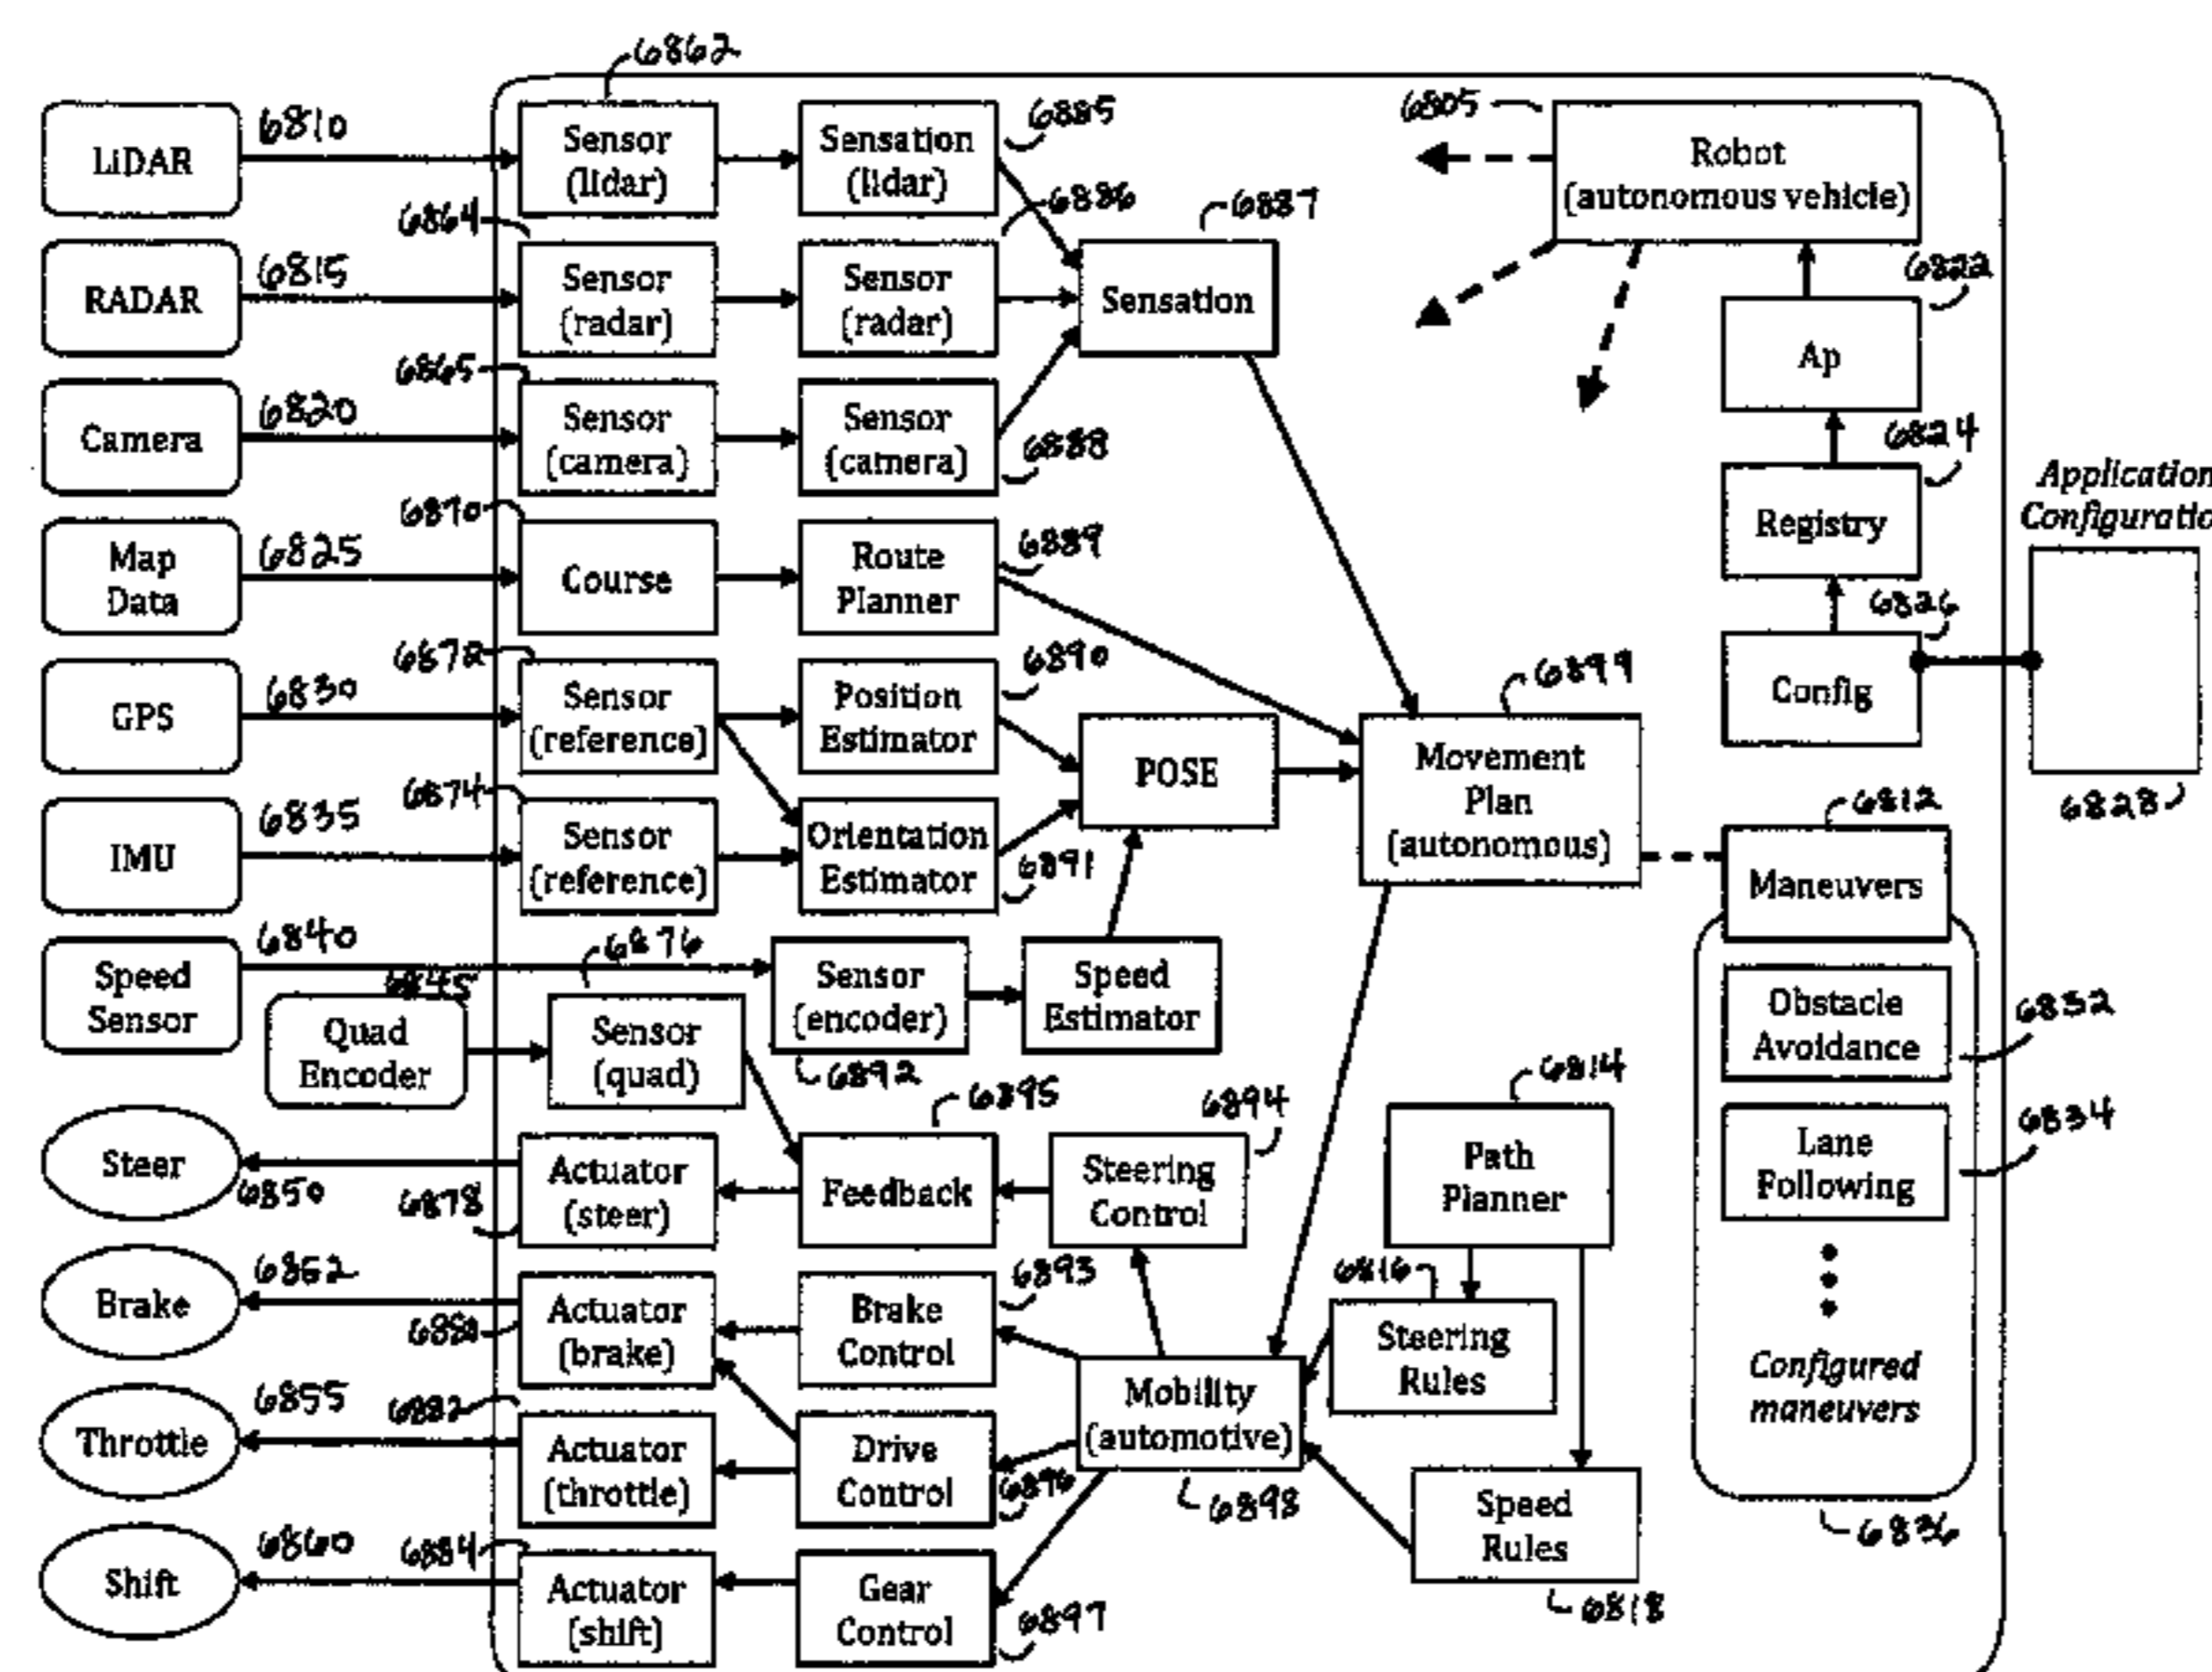 6862
LiDAR
6810
Sensor
(lidar)
Sensation
(lidar)
6885
6805
Robot
(autonomous vehicle)
6864
6886
6887
RADAR
6815
Sensor
(radar)
Sensor
(radar)
Sensation
6822
Ap
6865
Camera
6820
Sensor
(camera)
Sensor
(camera)
6888
6824
Registry
Application
Configuratio
6870
Map
Data
6825
Course
Route
Planner
6889
6826
Config
6828
6872
GPS
6830
Sensor
(reference)
Position
Estimator
6890
POSE
6899
Movement
Plan
(autonomous)
6874
IMU
6835
Sensor
(reference)
Orientation
Estimator
6891
6812
Maneuvers
Speed
Sensor
6840
6876
Sensor
(encoder)
6892
Speed
Estimator
Obstacle
Avoidance
6832
6845
Quad
Encoder
Sensor
(quad)
6895
6894
6814
Path
Planner
Lane
Following
6834
Steer
6850
6878
Actuator
(steer)
Feedback
Steering
Control
6816
Steering
Rules
Configured
maneuvers
Brake
6852
6880
Actuator
(brake)
Brake
Control
6893
Mobility
(automotive)
6898
Throttle
6855
6882
Actuator
(throttle)
Drive
Control
6896
Speed
Rules
6818
6836
Shift
6860
6884
Actuator
(shift)
Gear
Control
6897